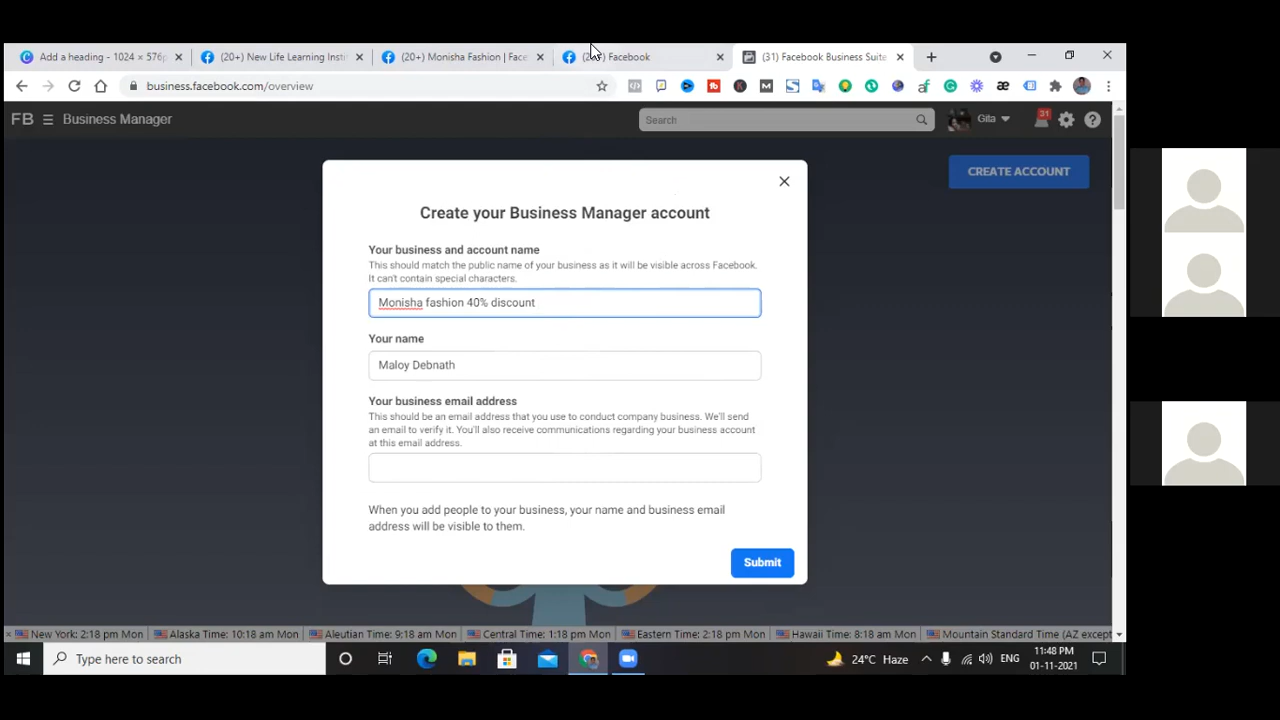 Add a heading - 1024 × 576p
(20+) New Life Learning Insti
(20+) Monisha Fashion | Face
Facebook
(31) Facebook Business Suite
business.facebook.com/overview
FB Business Manager
Search
Gita
31
CREATE ACCOUNT
Create your Business Manager account
Your business and account name
This should match the public name of your business as it will be visible across Facebook.
It can't contain special characters.
Monisha fashion 40% discount
Your name
Maloy Debnath
Your business email address
This should be an email address that you use to conduct company business. We'll send
an email to verify it. You'll also receive communications regarding your business account
at this email address.
When you add people to your business, your name and business email
address will be visible to them.
Submit
New York: 2:18 pm Mon Alaska Time: 10:18 am Mon Aleutian Time: 9:18 am Mon Central Time: 1:18 pm Mon Eastern Time: 2:18 pm Mon Hawaii Time: 8:18 am Mon Mountain Standard Time (AZ except
Type here to search
24°C Haze
ENG
11:48 PM
01-11-2021